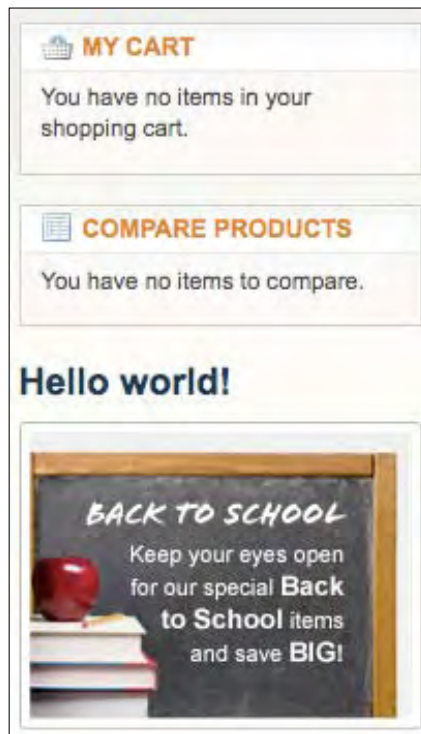 MY CART
You have no items in your
shopping cart.
COMPARE PRODUCTS
You have no items to compare.
Hello world!
BACK TO SCHOOL
Keep your eyes open
for our special Back
to School items
and save BIG!